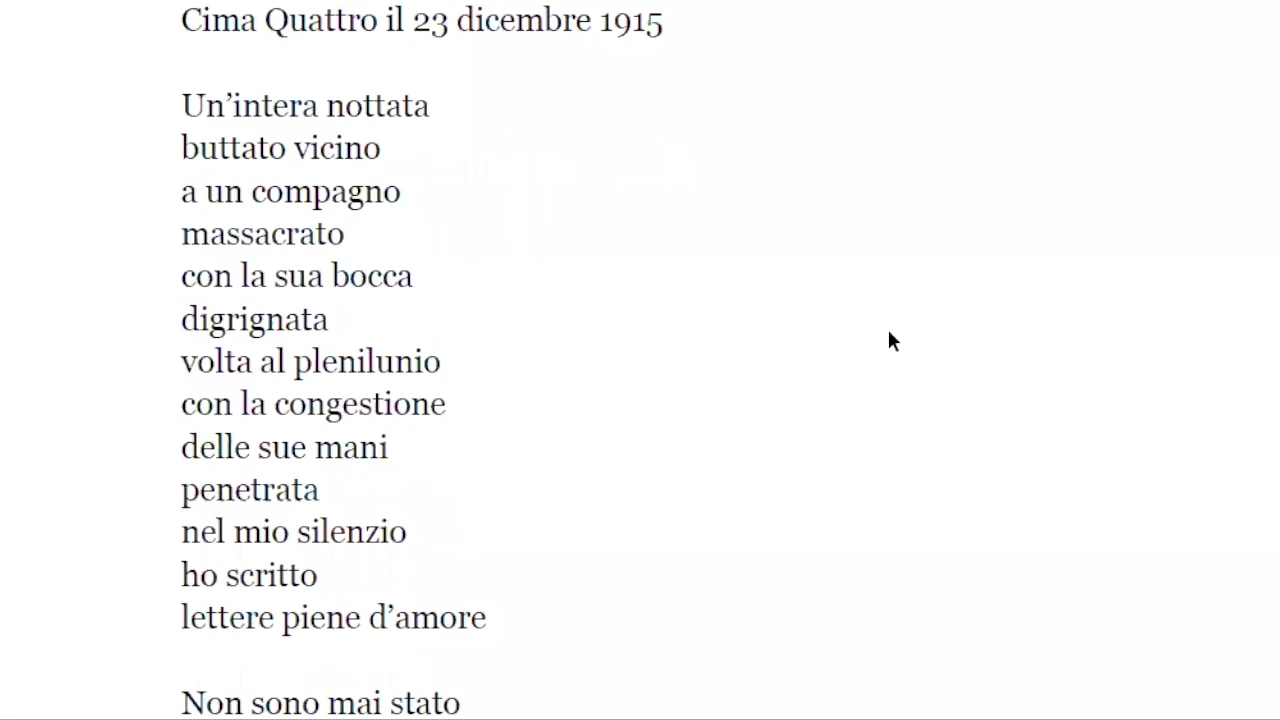 Cima Quattro il 23 dicembre 1915
Un’intera nottata
buttato vicino
a un compagno
massacrato
con la sua bocca
digrignata
volta al plenilunio
con la congestione
delle sue mani
penetrata
nel mio silenzio
ho scritto
lettere piene d’amore
Non sono mai stato